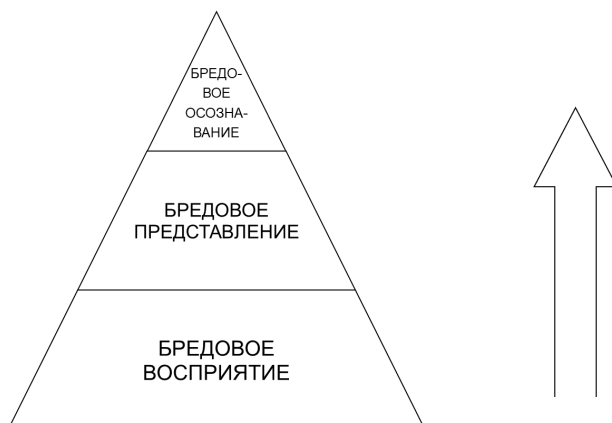 БРЕДО-
ВОЕ
ОСОЗНА-
ВАНИЕ
БРЕДОВОЕ
ПРЕДСТАВЛЕНИЕ
БРЕДОВОЕ
ВОСПРИЯТИЕ